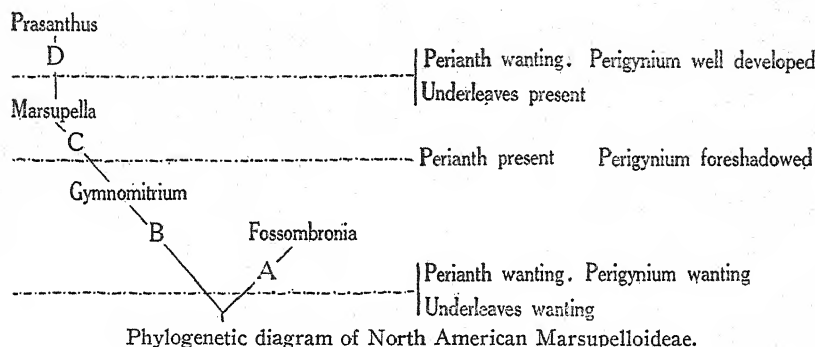 Prasanthus
D
Perianth wanting. Perigynium well developed
Underleaves present
Marsupella
C
Perianth present Perigynium foreshadowed
Gymnomitrium
B
Fossombronia
A
Perianth wanting. Perigynium wanting
Underleaves wanting
Phylogenetic diagram of North American Marsupelloideae.